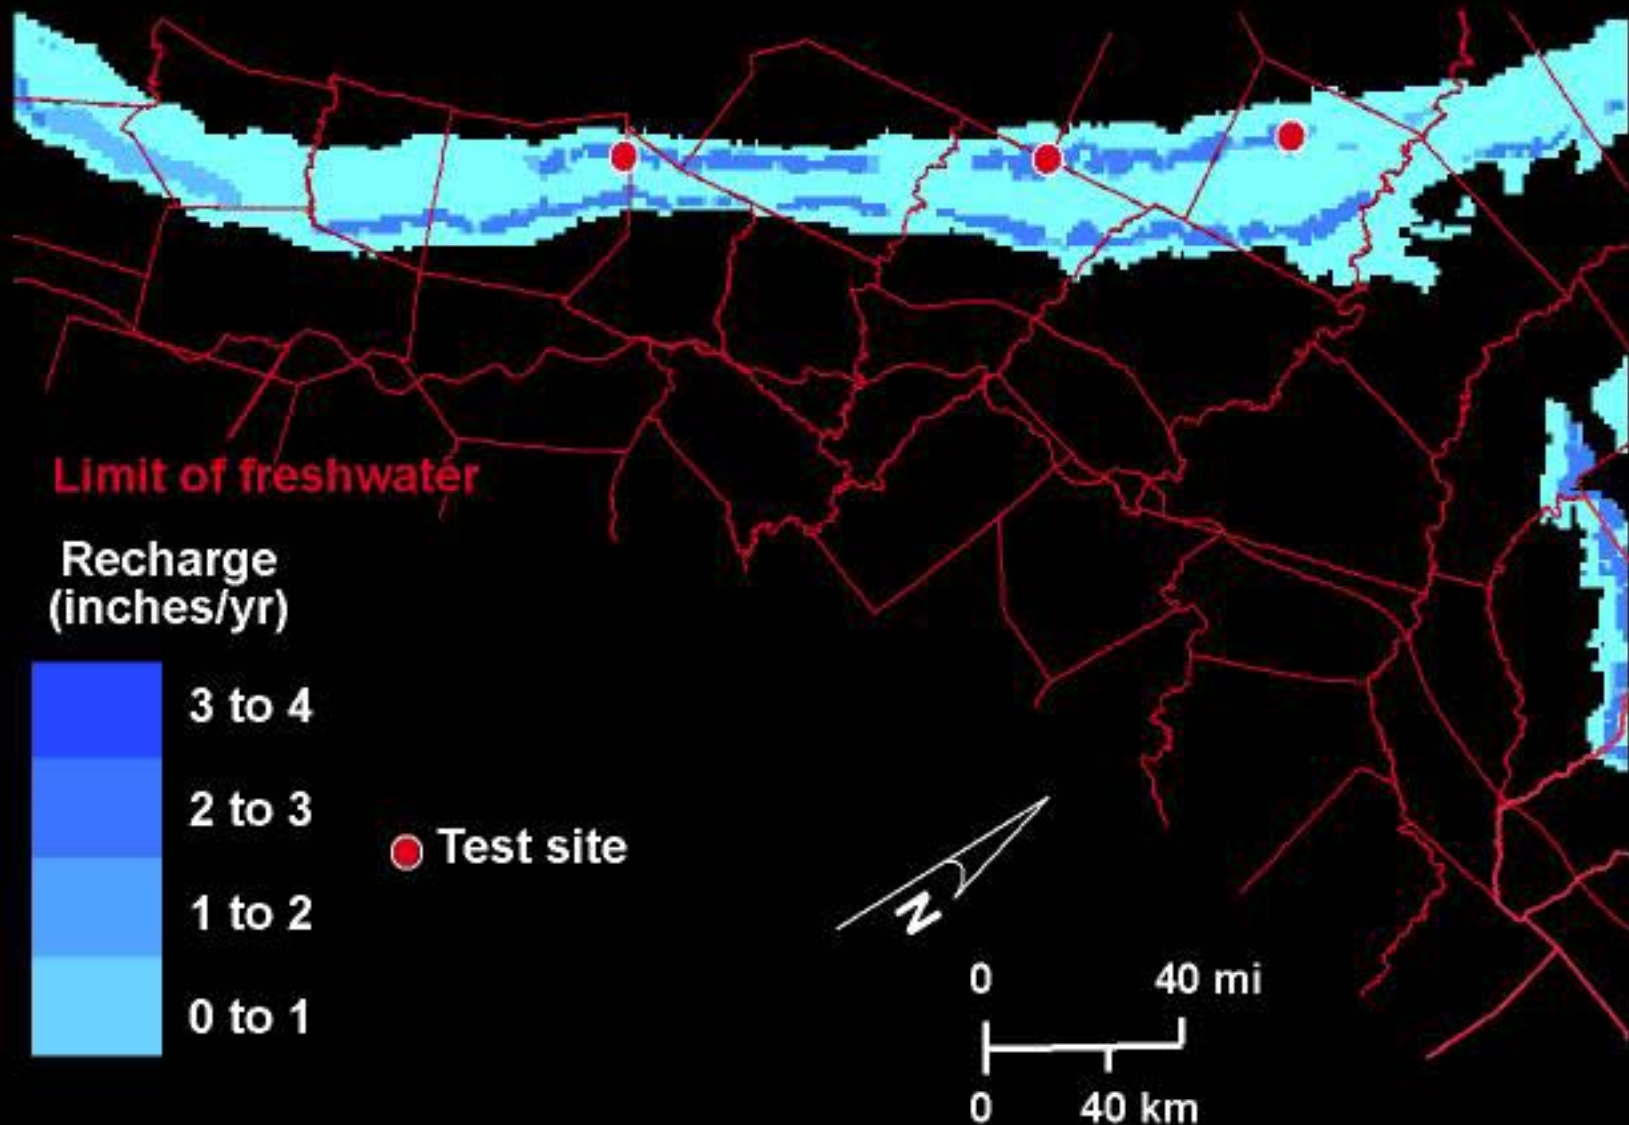 Limit of freshwater
Recharge
(inches/yr)
3 to 4
2 to 3
1 to 2
0 to 1
Test site
N
0 40 mi
0 40 km